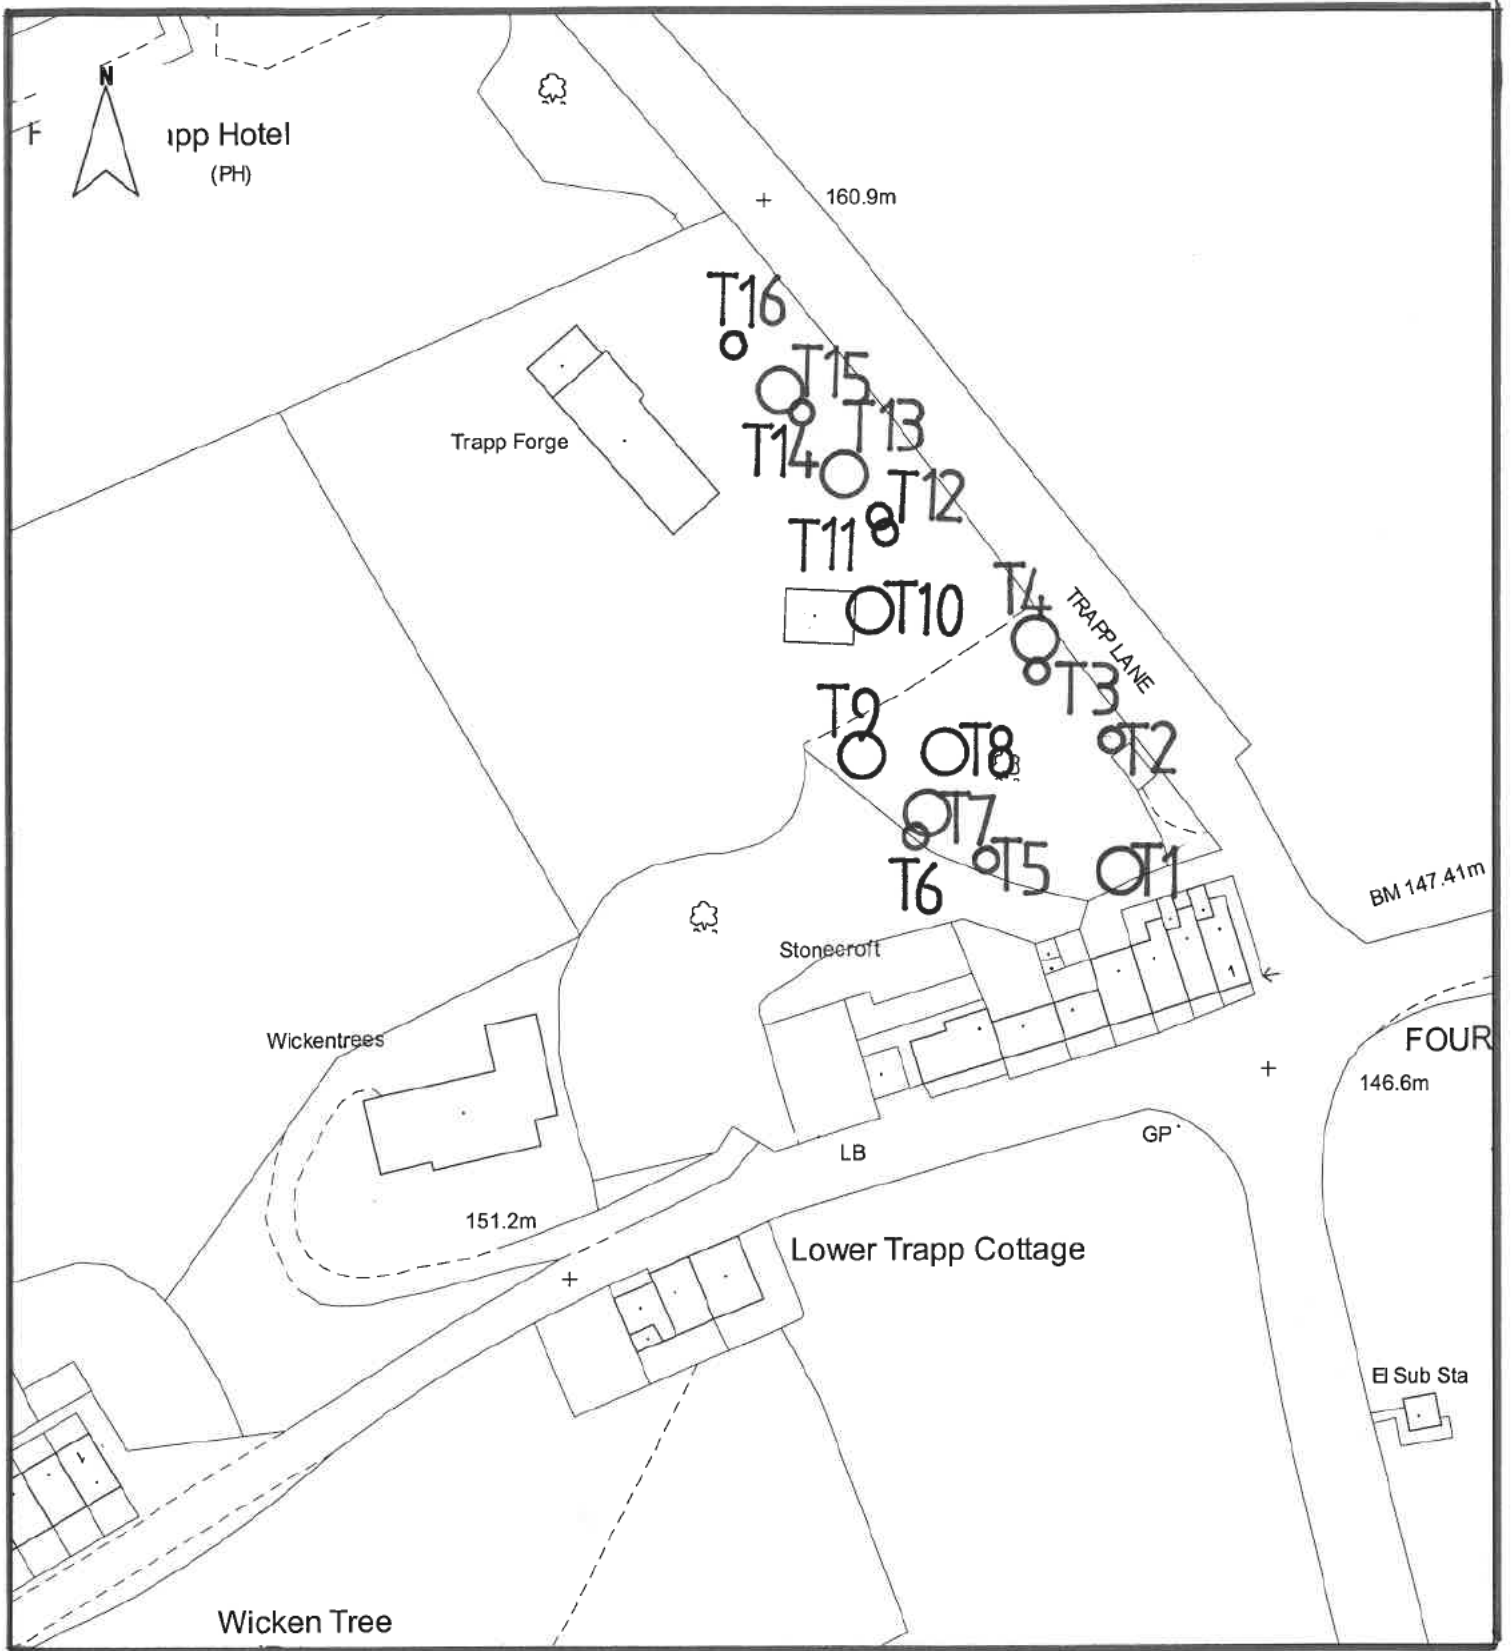 N
F
app Hotel
(PH)
160.9m
T16
T15
T13
Trapp Forge
T14
T12
T11
T10
T4
TRAPP LANE
T3
T9
T8
T2
T7
T5
T1
T6
BM 147.41m
Stonecroft
1
Wickentrees
FOUR
146.6m
GP
LB
151.2m
Lower Trapp Cottage
El Sub Sta
1
Wicken Tree